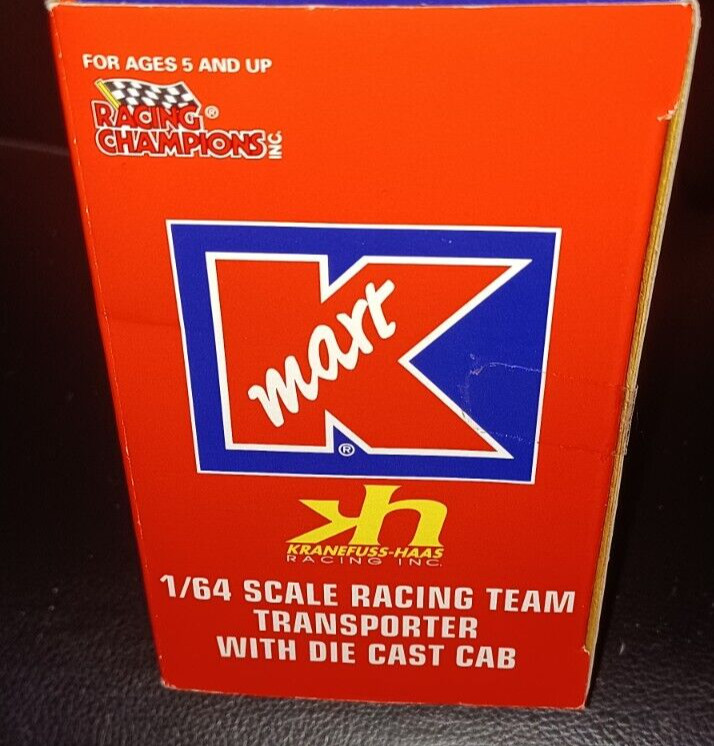 FOR AGES 5 AND UP
RACING®
CHAMPIONS INC.
K
mart
®
kh
KRANEFUSS-HAAS
RACING INC.
1/64 SCALE RACING TEAM
TRANSPORTER
WITH DIE CAST CAB